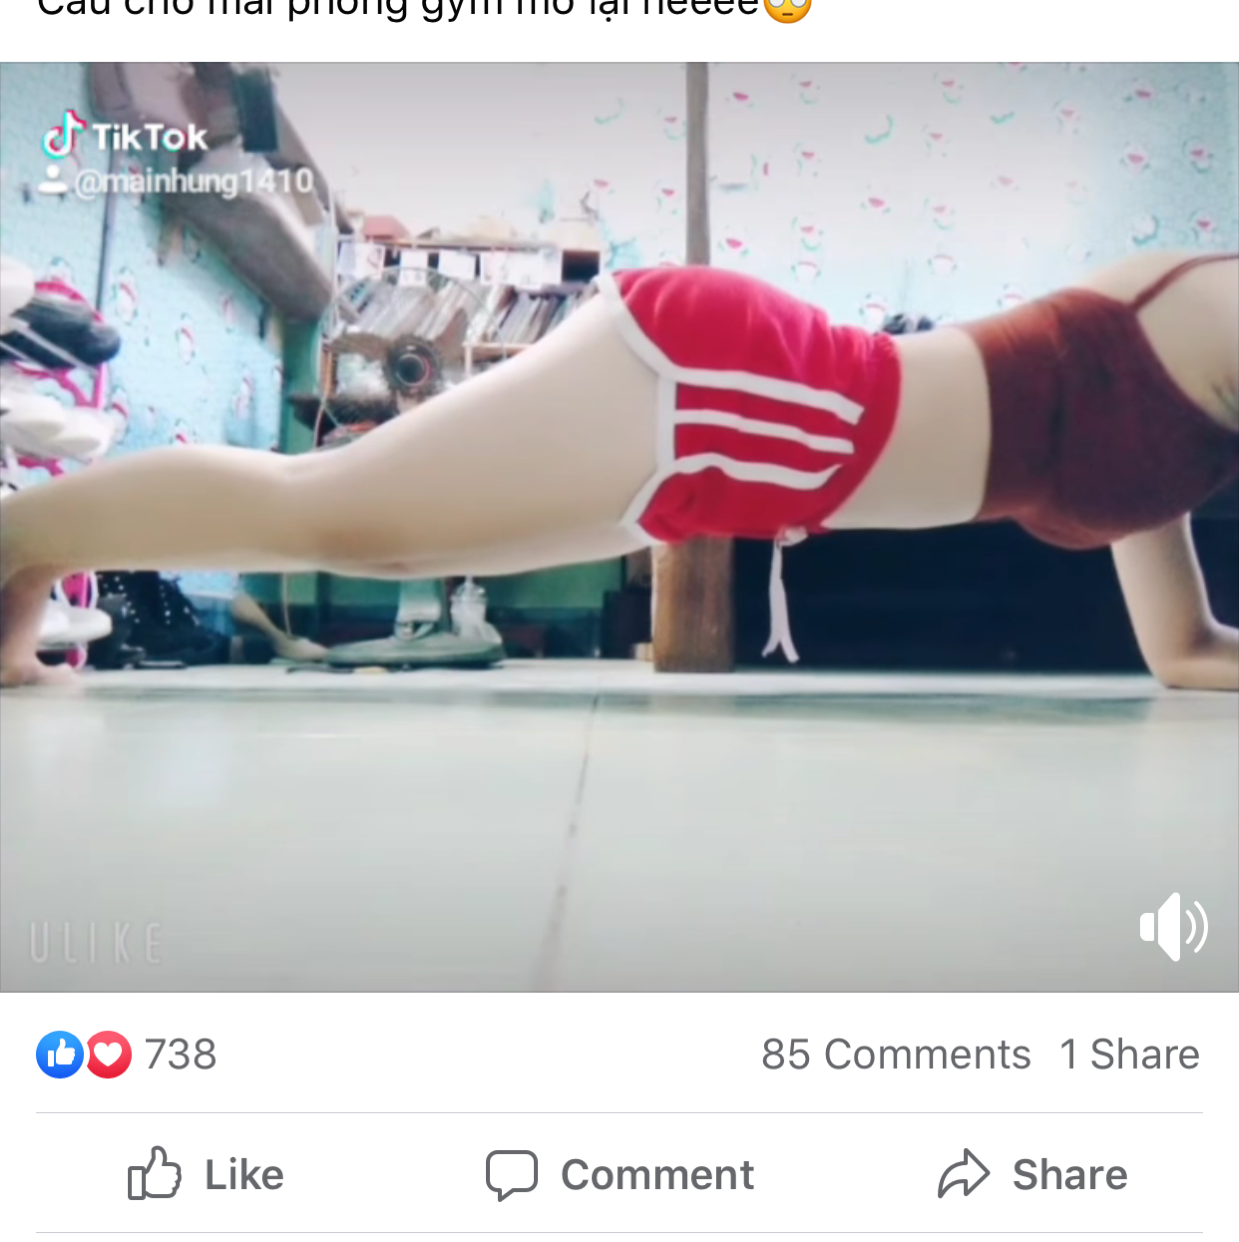 Cầu cho mai phòng gym mở lại neeee🥺
TikTok
@mainhung1410
ULIKE
738
85 Comments 1 Share
Like
Comment
Share